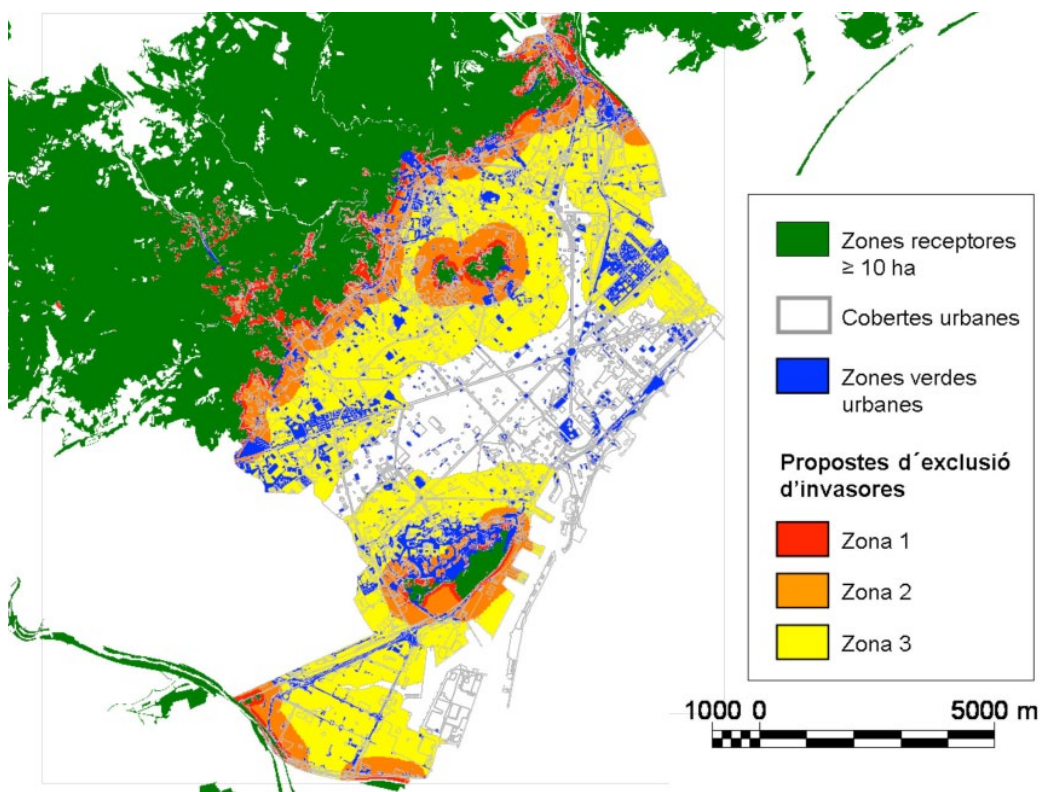 Zones receptores
≥ 10 ha
Cobertes urbanes
Zones verdes
urbanes
Propostes d´exclusió
d'invasores
Zona 1
Zona 2
Zona 3
1000 0 5000 m